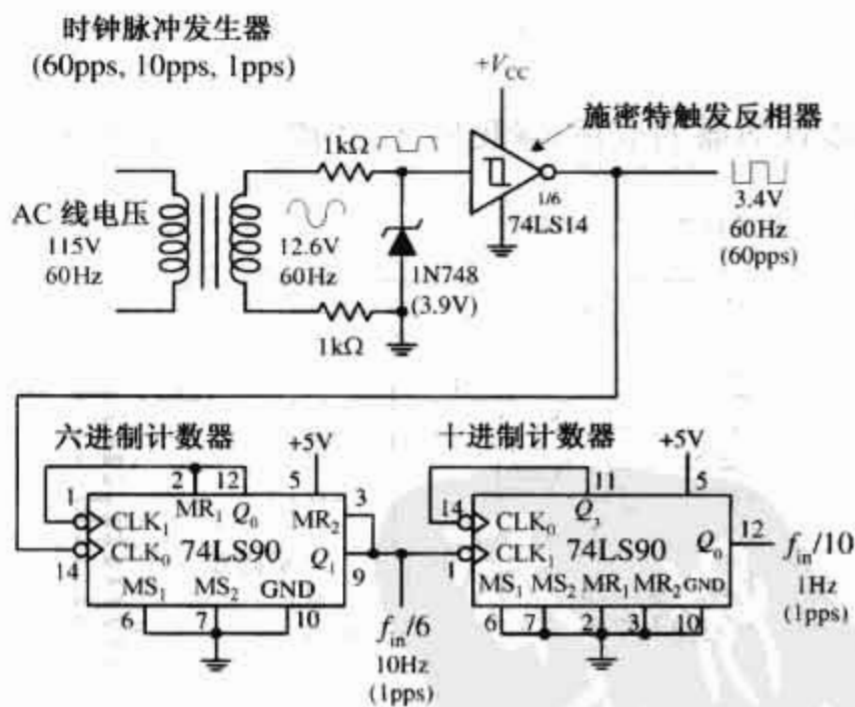 时钟脉冲发生器
(60pps, 10pps, 1pps)
+V_CC
施密特触发反相器
1kΩ
AC 线电压
115V
60Hz
12.6V
60Hz
1N748
(3.9V)
1/6
74LS14
3.4V
60Hz
(60pps)
1kΩ
六进制计数器
+5V
十进制计数器
+5V
1
2
12
5
3
CLK₁
MR₁
Q₀
MR₂
CLK₀
74LS90
Q₁
14
9
MS₁
MS₂
GND
6
7
10
f_in/6
10Hz
(1pps)
14
11
5
CLK₀
Q₃
CLK₁
74LS90
Q₀
12
1
MS₁
MS₂
MR₁
MR₂
GND
6
7
2
3
10
f_in/10
1Hz
(1pps)